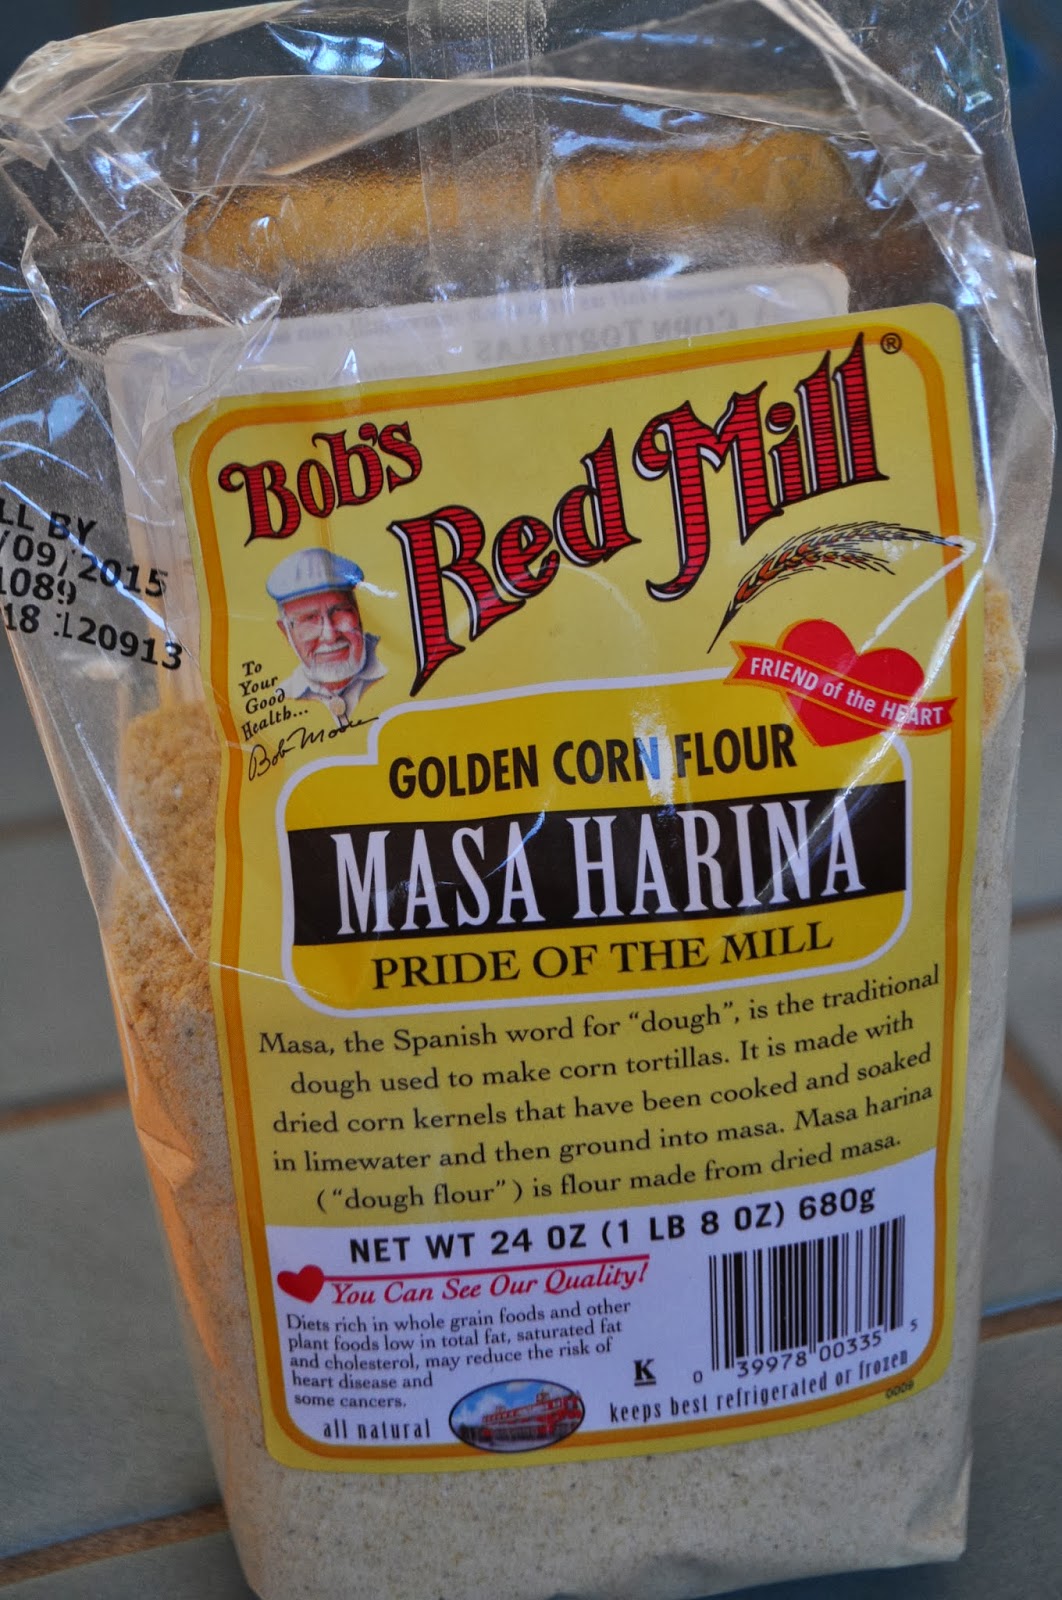 CORN TORTILLAS
Bob's
Red Mill®
LL BY
/09/2015
1089
18 :120913
To
Your
Good
Health...
Bob Moore
FRIEND of the HEART
GOLDEN CORN FLOUR
MASA HARINA
PRIDE OF THE MILL
Masa, the Spanish word for "dough", is the traditional
dough used to make corn tortillas. It is made with
dried corn kernels that have been cooked and soaked
in limewater and then ground into masa. Masa harina
("dough flour") is flour made from dried masa.
NET WT 24 OZ (1 LB 8 OZ) 680g
You Can See Our Quality!
Diets rich in whole grain foods and other
plant foods low in total fat, saturated fat
and cholesterol, may reduce the risk of
heart disease and
some cancers.
all natural
K
0 39978 00335 5
keeps best refrigerated or frozen
0009